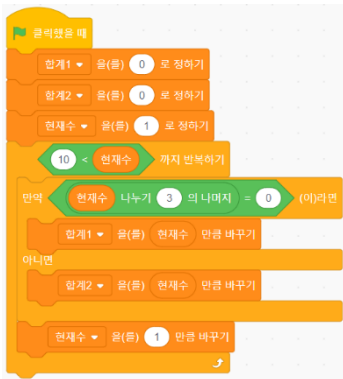 클릭했을 때
합계1 ▼ 을(를) 0 로 정하기
합계2 ▼ 을(를) 0 로 정하기
현재수 ▼ 을(를) 1 로 정하기
10 < 현재수 까지 반복하기
만약 현재수 나누기 3 의 나머지 = 0 (이)라면
합계1 ▼ 을(를) 현재수 만큼 바꾸기
아니면
합계2 ▼ 을(를) 현재수 만큼 바꾸기
현재수 ▼ 을(를) 1 만큼 바꾸기